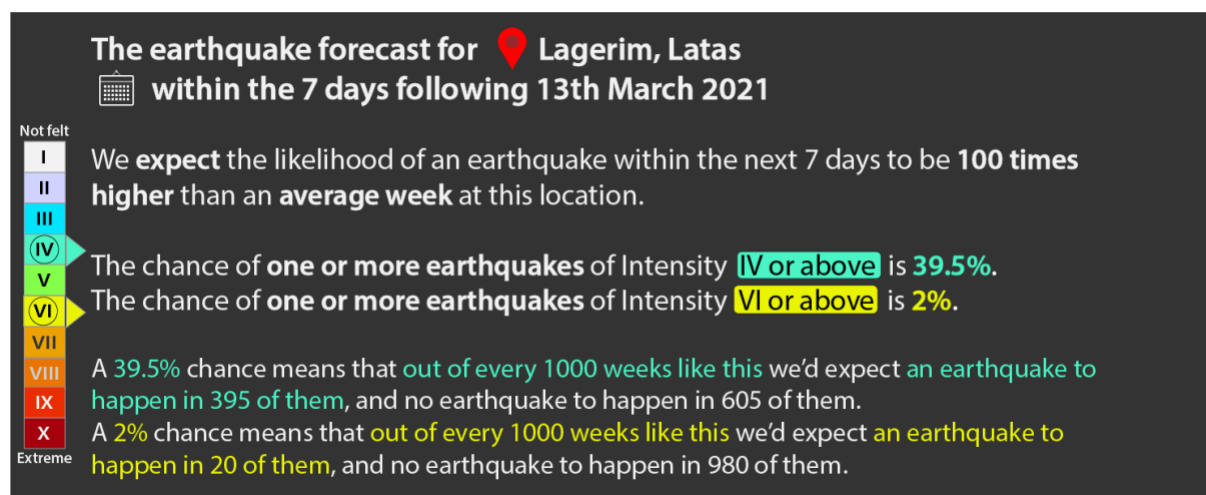 The earthquake forecast for Lagerim, Latas
within the 7 days following 13th March 2021
Not felt
I
II
III
IV
V
VI
VII
VIII
IX
X
Extreme
We expect the likelihood of an earthquake within the next 7 days to be 100 times
higher than an average week at this location.
The chance of one or more earthquakes of Intensity IV or above is 39.5%.
The chance of one or more earthquakes of Intensity VI or above is 2%.
A 39.5% chance means that out of every 1000 weeks like this we'd expect an earthquake to
happen in 395 of them, and no earthquake to happen in 605 of them.
A 2% chance means that out of every 1000 weeks like this we'd expect an earthquake to
happen in 20 of them, and no earthquake to happen in 980 of them.